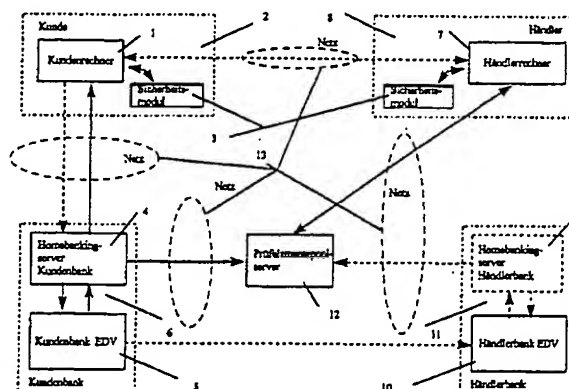 Kunde
1
2
8
Händler
Netz
7
Kundenrechner
Händlerrechner
Sicherheits-
modul
Sicherheits-
modul
3
Netz
13
Netz
Netz
4
Homebanking-
server
Kundenbank
Prüfelementepool-
server
Homebanking-
server
Händlerbank
6
12
11
Kundenbank EDV
Händlerbank EDV
Kundenbank
5
10
Händlerbank